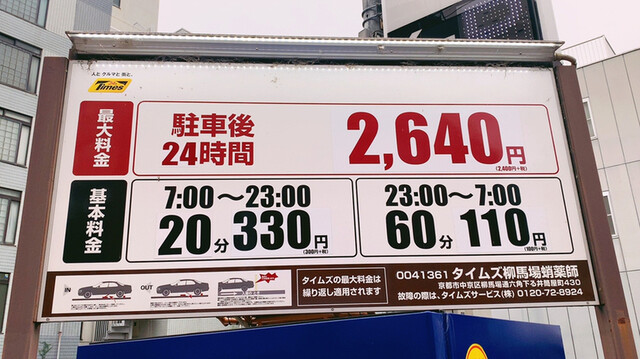 人とクルマと街と。
Times
最大料金
駐車後
24時間
2,640円
(2,400円+税)
基本料金
7:00～23:00
20分330円
(300円+税)
23:00～7:00
60分110円
(100円+税)
IN
OUT
タイムズの最大料金は
繰り返し適用されます
0041361 タイムズ柳馬場蛸薬師
京都市中京区柳馬場通六角下る井筒屋町430
故障の際は、タイムズサービス(株) 0120-72-8924